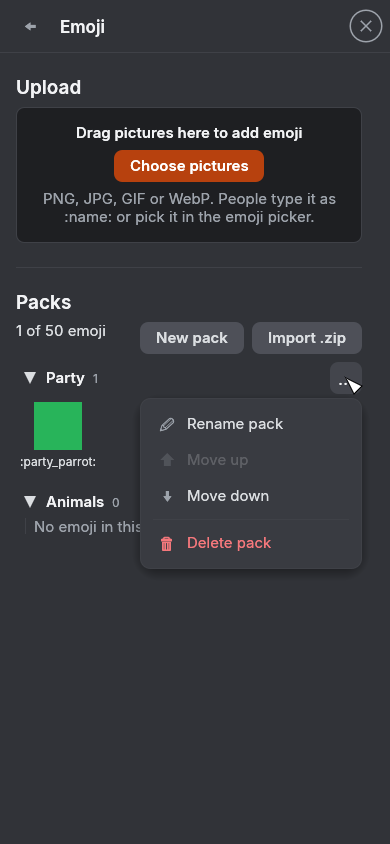 Emoji
Upload
Drag pictures here to add emoji
Choose pictures
PNG, JPG, GIF or WebP. People type it as
:name: or pick it in the emoji picker.
Packs
1 of 50 emoji
New pack
Import .zip
Party 1
:party_parrot:
Rename pack
Move up
Move down
Delete pack
Animals 0
No emoji in this